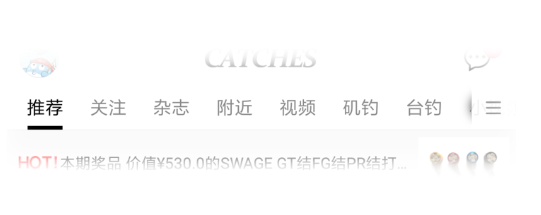 CATCHES
推荐 关注 杂志 附近 视频 矶钓 台钓
HOT! 本期奖品 价值¥530.0的SWAGE GT结FG结PR结打...